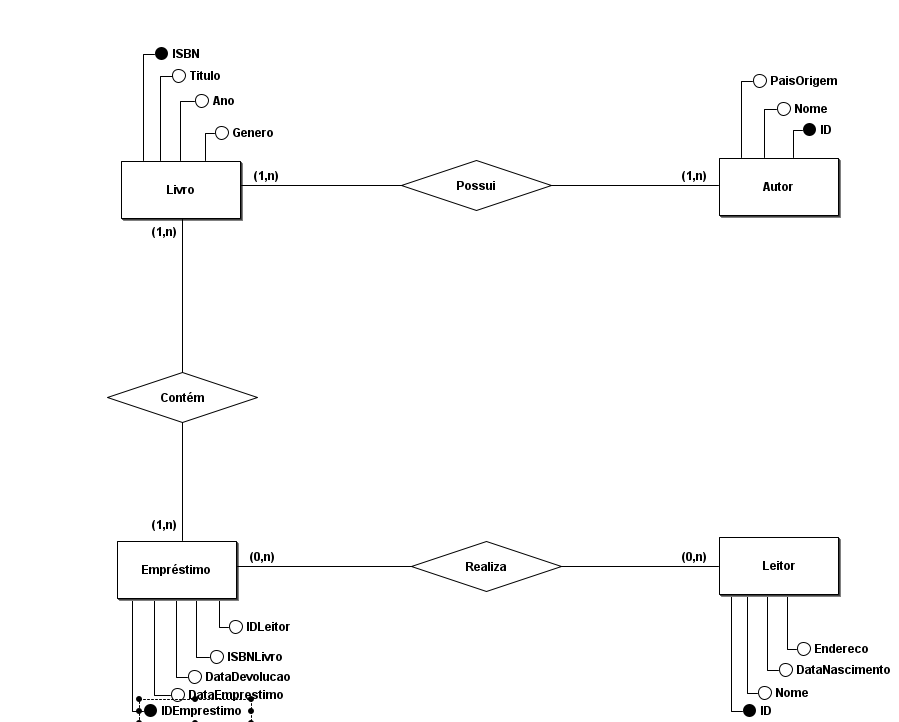 ISBN
Titulo
Ano
Genero
PaisOrigem
Nome
ID
Livro
(1,n)
Possui
(1,n)
Autor
(1,n)
Contém
(1,n)
Empréstimo
(0,n)
Realiza
(0,n)
Leitor
IDLeitor
ISBNLivro
DataDevolucao
DataEmprestimo
IDEmprestimo
Endereco
DataNascimento
Nome
ID